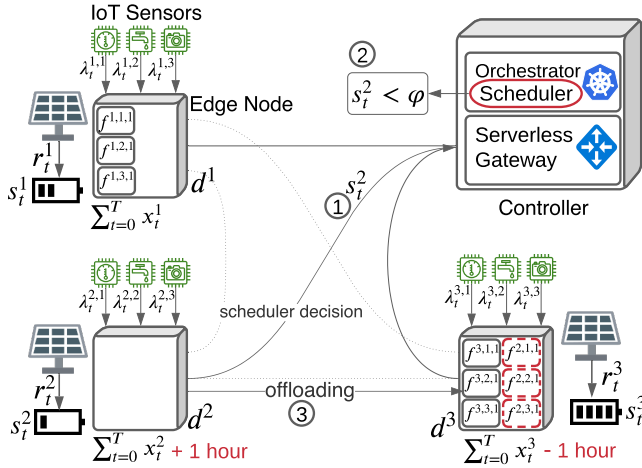 IoT Sensors
λ_t^{1,1} λ_t^{1,2} λ_t^{1,3}
Edge Node
f^{1,1,1}
f^{1,2,1}
f^{1,3,1}
r_t^1
s_t^1
d^1
∑_{t=0}^T x_t^1
2
s_t^2 < φ
Orchestrator
Scheduler
Serverless
Gateway
Controller
1
s_t^2
scheduler decision
λ_t^{2,1} λ_t^{2,2} λ_t^{2,3}
r_t^2
s_t^2
d^2
∑_{t=0}^T x_t^2 + 1 hour
offloading
3
λ_t^{3,1} λ_t^{3,2} λ_t^{3,3}
f^{3,1,1} f^{2,1,1}
f^{3,2,1} f^{2,2,1}
f^{3,3,1} f^{2,3,1}
r_t^3
s_t^3
d^3
∑_{t=0}^T x_t^3 - 1 hour